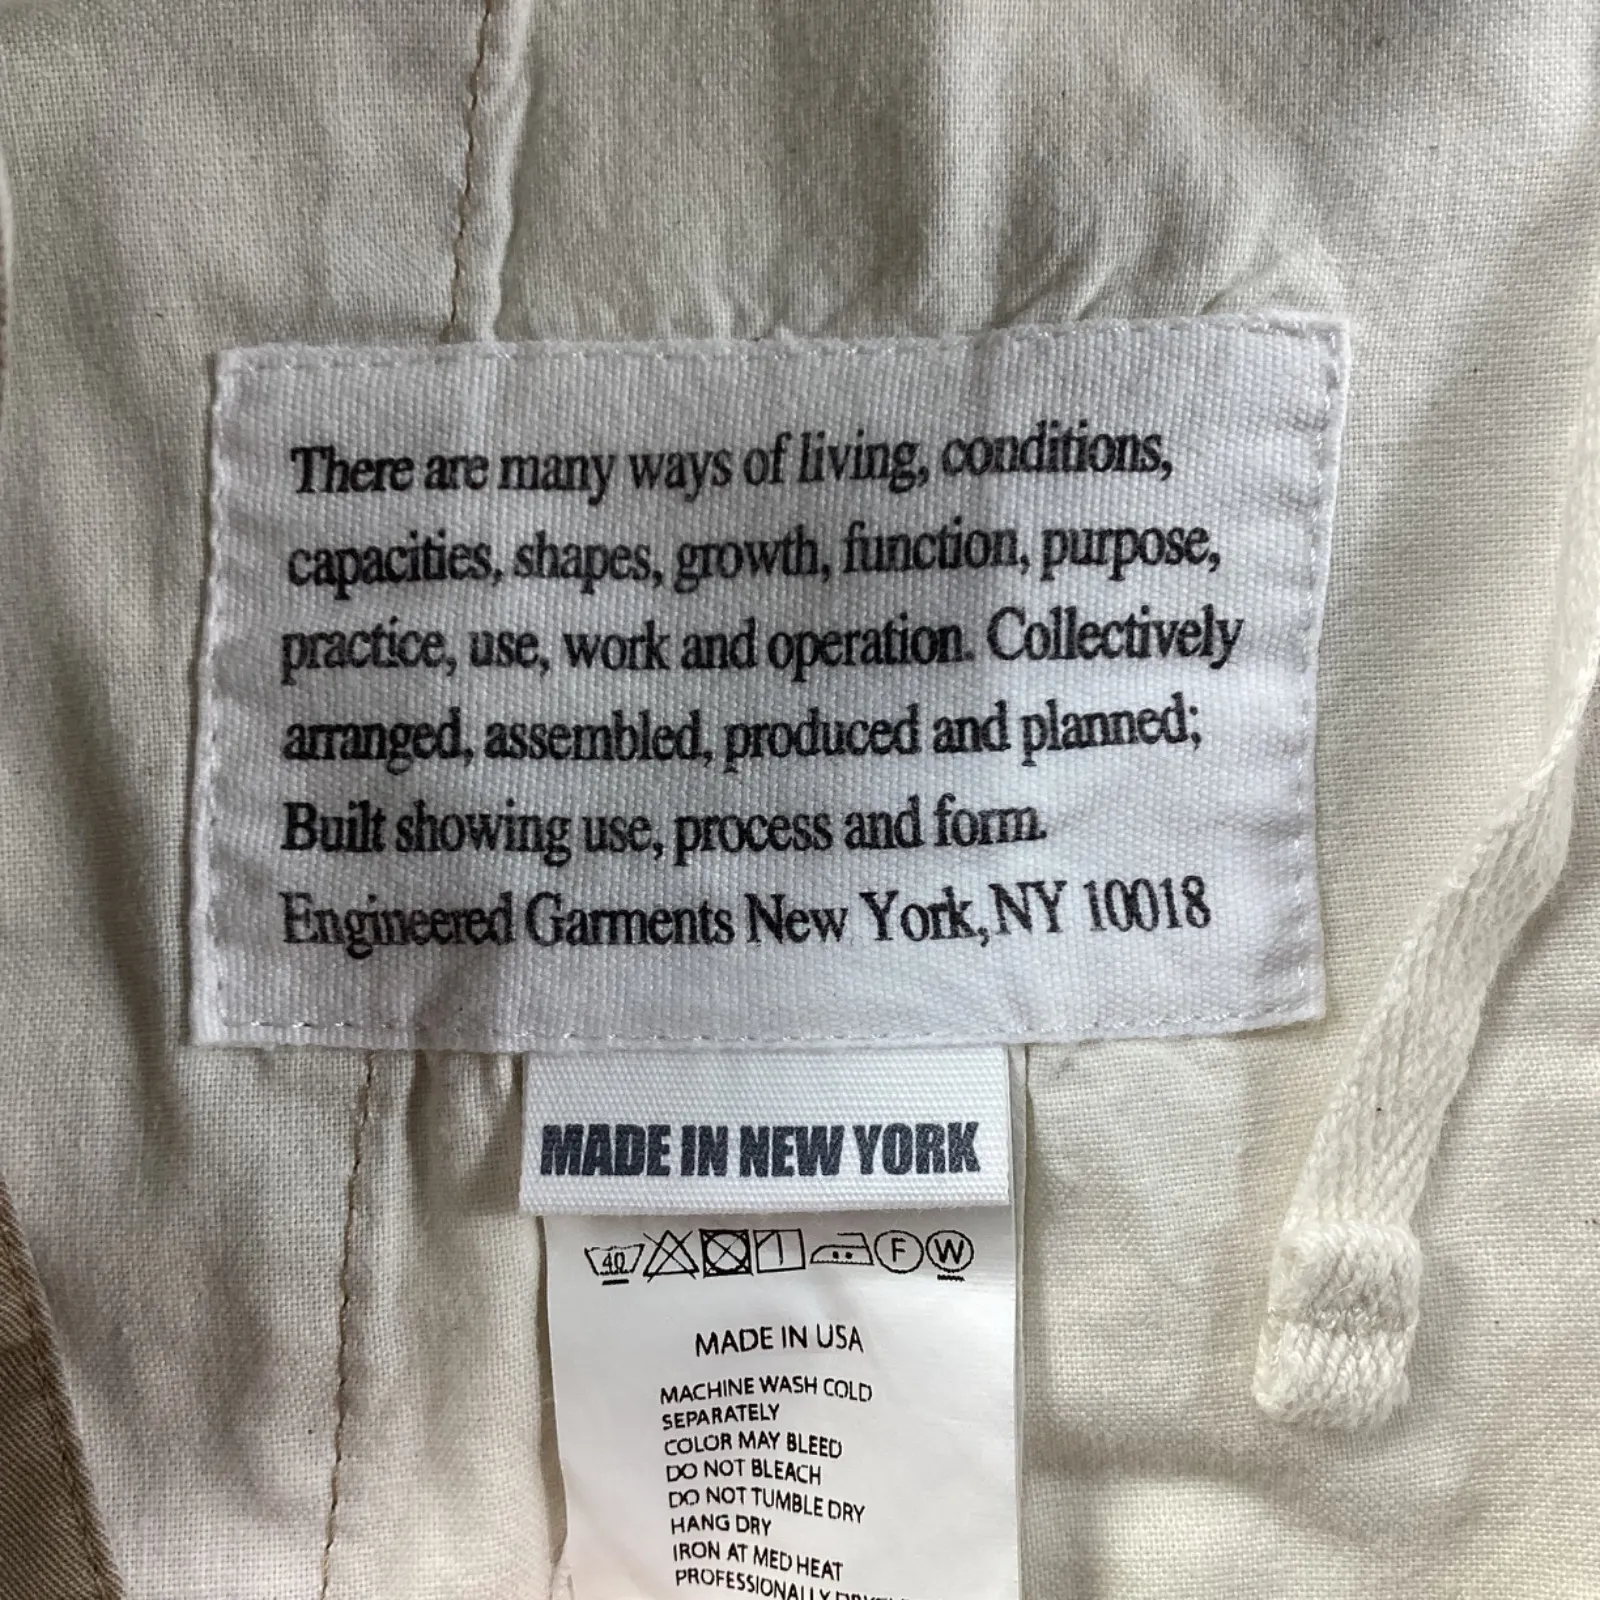 There are many ways of living, conditions,
capacities, shapes, growth, function, purpose,
practice, use, work and operation. Collectively
arranged, assembled, produced and planned;
Built showing use, process and form.
Engineered Garments New York, NY 10018
MADE IN NEW YORK
40 F W
MADE IN USA
MACHINE WASH COLD
SEPARATELY
COLOR MAY BLEED
DO NOT BLEACH
DO NOT TUMBLE DRY
HANG DRY
IRON AT MED HEAT
PROFESSIONALLY